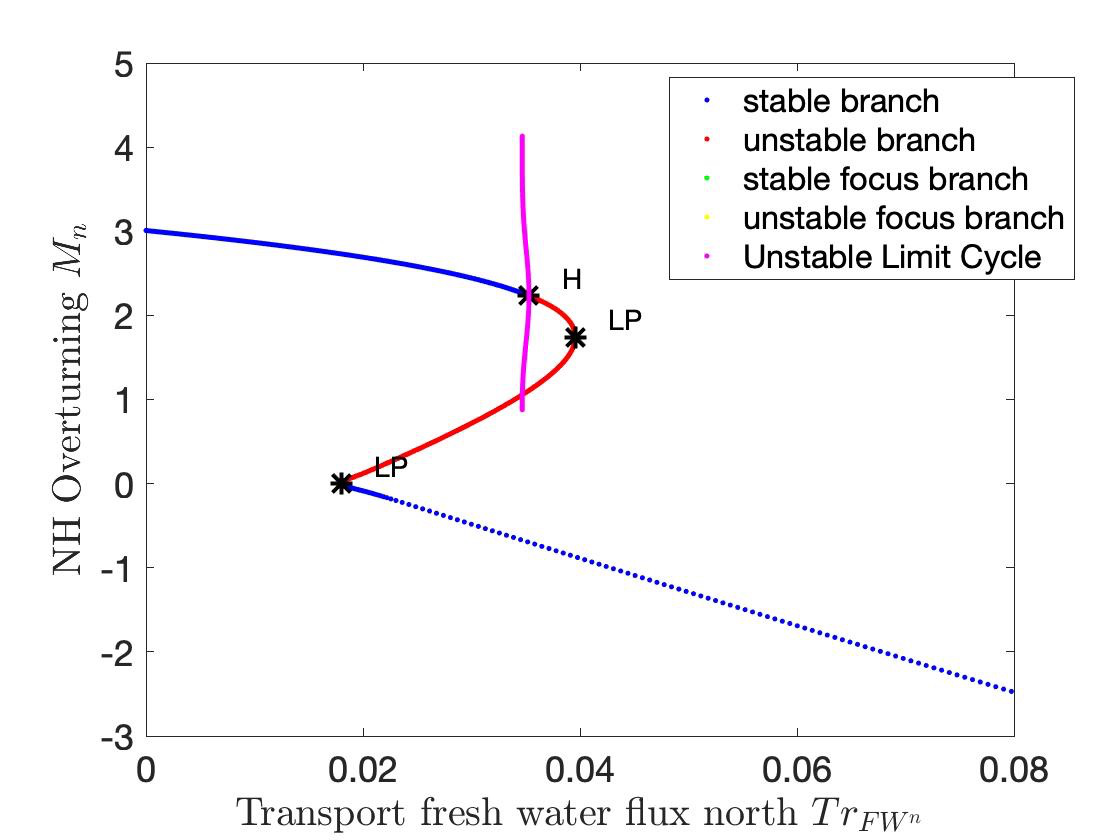 5
4
3
2
1
0
-1
-2
-3
0
0.02
0.04
0.06
0.08
NH Overturning Mₙ
Transport fresh water flux north Tr_{FWⁿ}
stable branch
unstable branch
stable focus branch
unstable focus branch
Unstable Limit Cycle
H
LP
LP